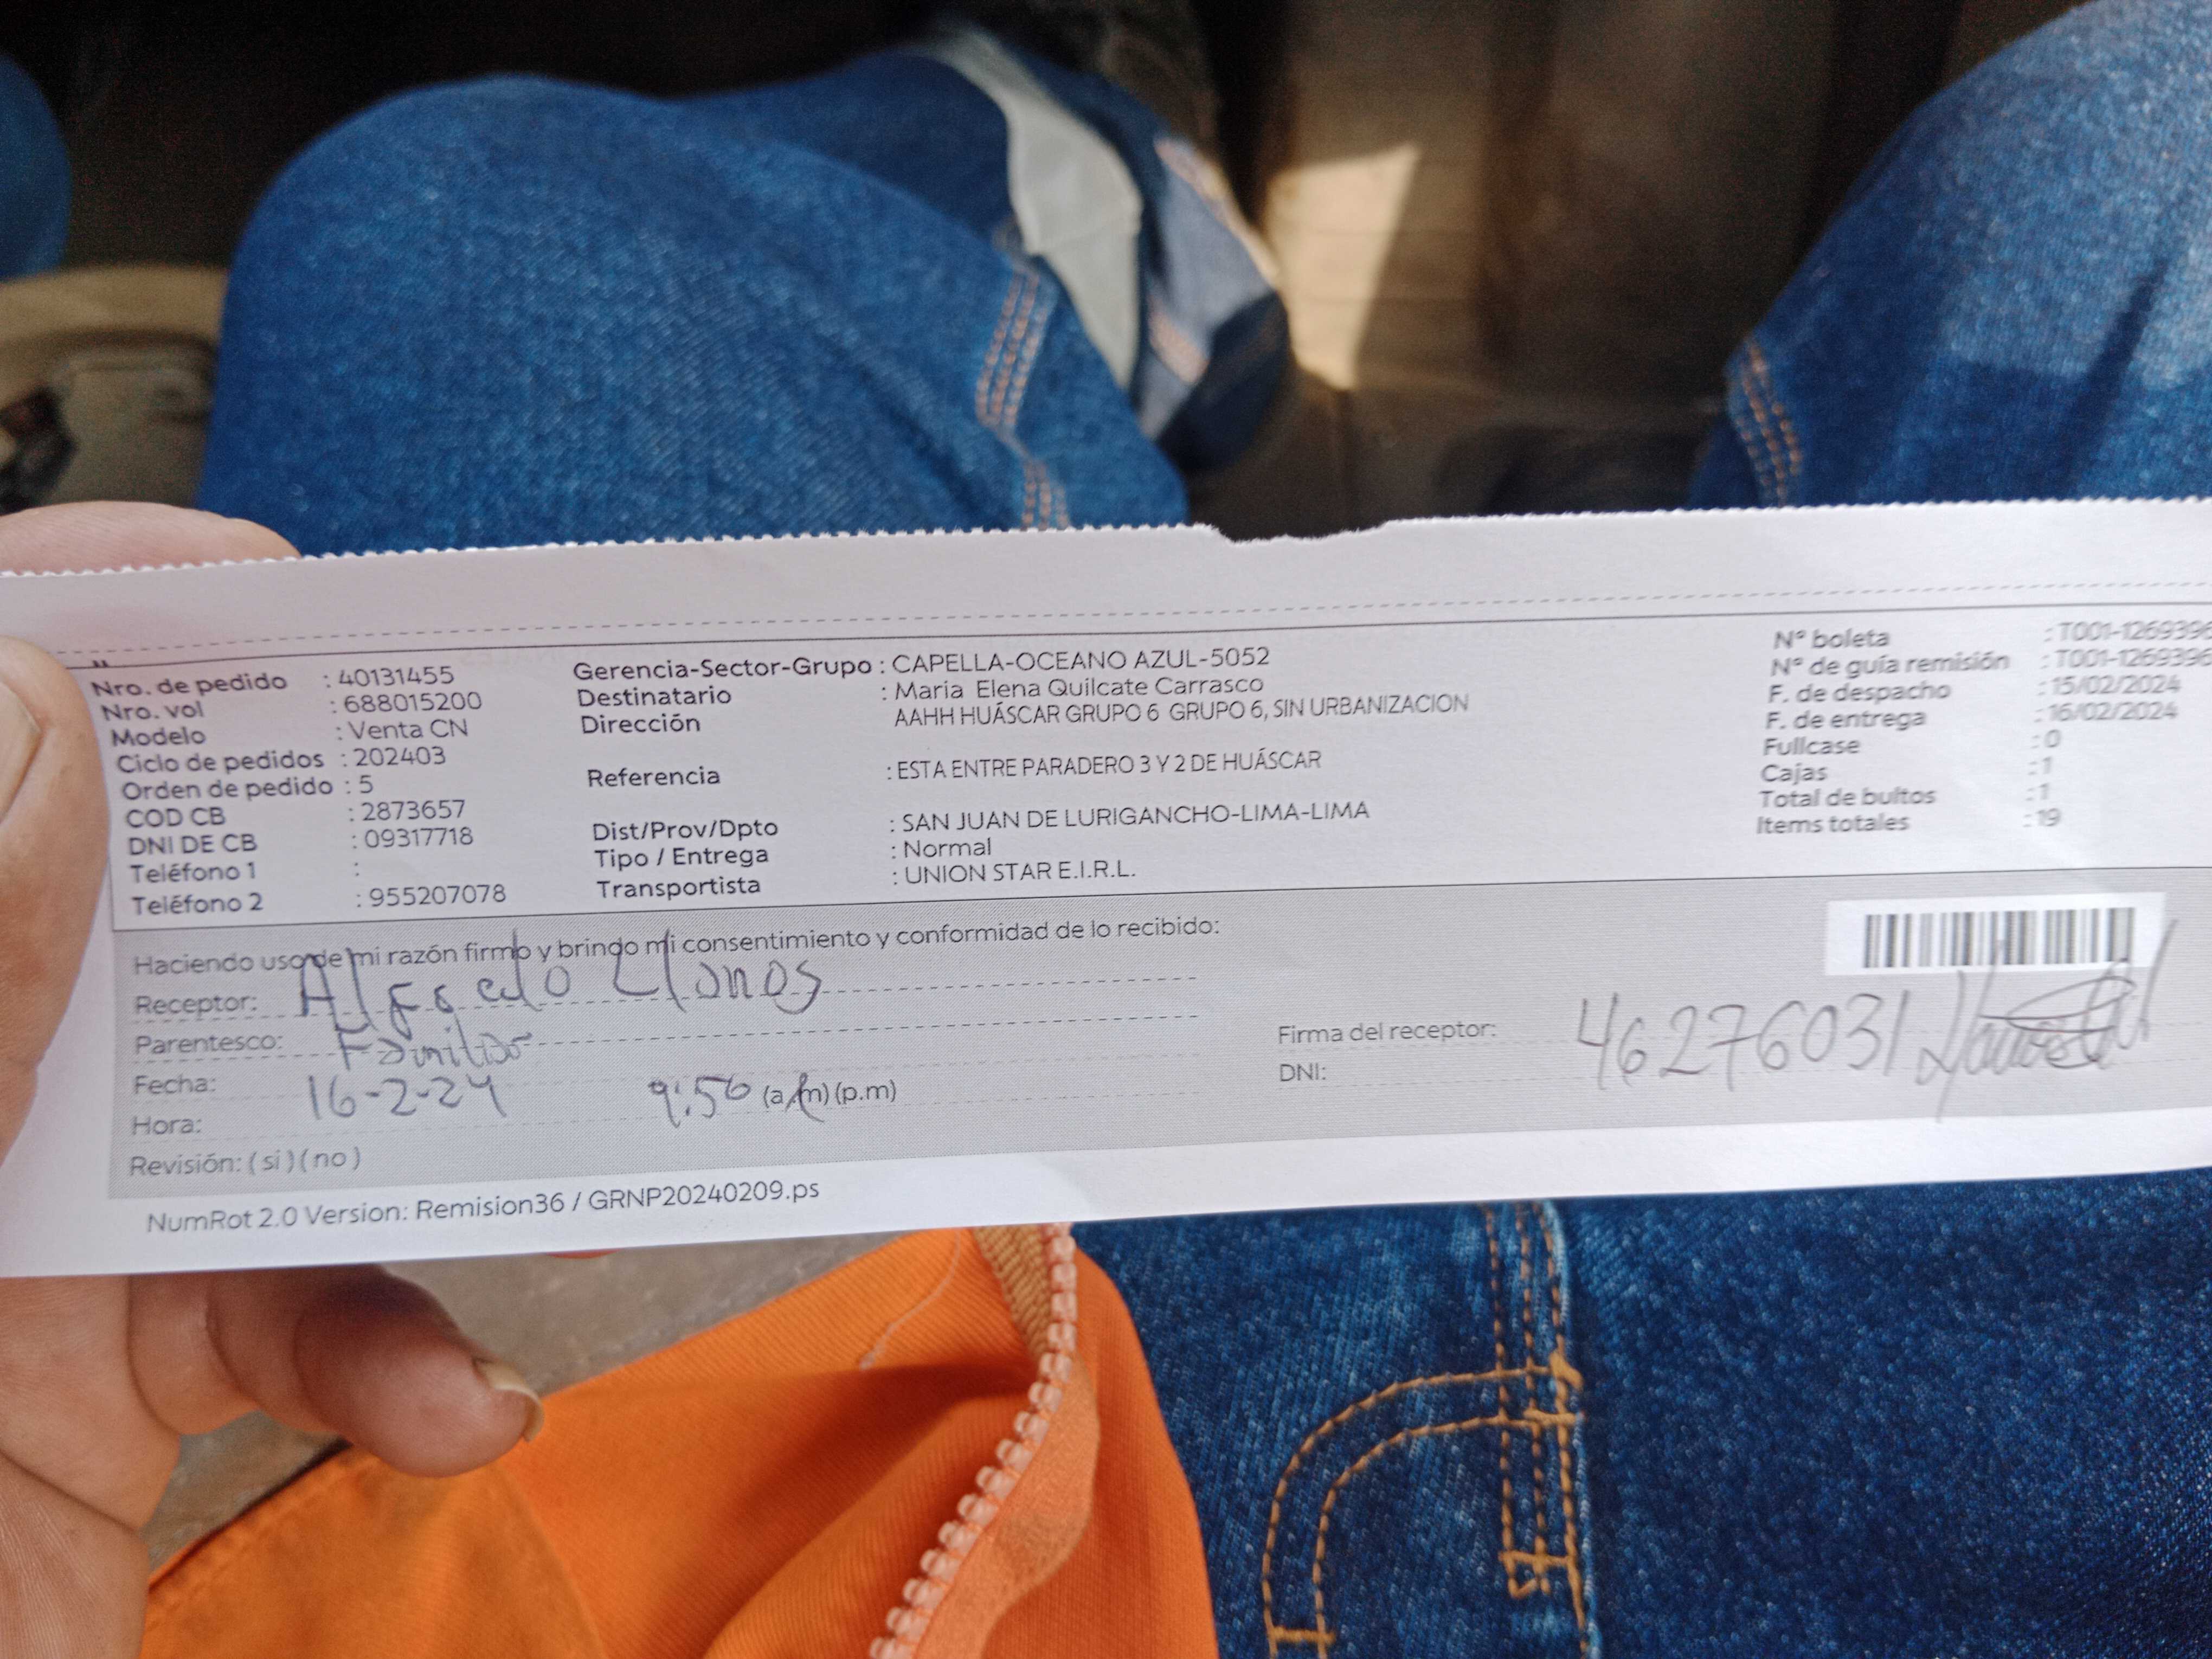 Nro. de pedido : 40131455
Nro. vol : 688015200
Modelo : Venta CN
Ciclo de pedidos : 202403
Orden de pedido : 5
COD CB : 2873657
DNI DE CB : 09317718
Teléfono 1 :
Teléfono 2 : 955207078
Gerencia-Sector-Grupo : CAPELLA-OCEANO AZUL-5052
Destinatario : Maria Elena Quilcate Carrasco
Dirección AAHH HUÁSCAR GRUPO 6 GRUPO 6, SIN URBANIZACION
Referencia : ESTA ENTRE PARADERO 3 Y 2 DE HUÁSCAR
Dist/Prov/Dpto : SAN JUAN DE LURIGANCHO-LIMA-LIMA
Tipo / Entrega : Normal
Transportista : UNION STAR E.I.R.L.
Nº boleta : T001-1269396
Nº de guía remisión : T001-1269396
F. de despacho : 15/02/2024
F. de entrega : 16/02/2024
Fullcase : 0
Cajas : 1
Total de bultos : 1
Items totales : 19
Haciendo uso de mi razón firmo y brindo mi consentimiento y conformidad de lo recibido:
Receptor: Llanos
Parentesco: Familiar
Fecha: 16-2-24
Hora: 9:50 (a.m) (p.m)
Revisión: ( si ) ( no )
Firma del receptor:
DNI: 46276031
NumRot 2.0 Version: Remision36 / GRNP20240209.ps